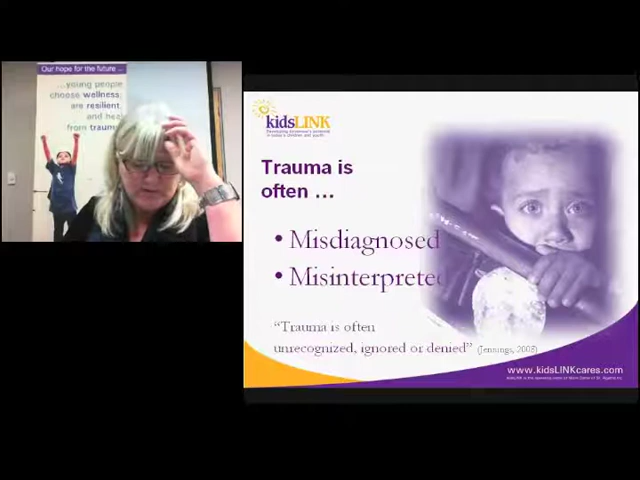 Our hope for the future ...
...young people
choose wellness,
are resilient,
and heal
from trauma
kidsLINK
Trauma is
often ...
• Misdiagnosed
• Misinterpreted
“Trauma is often
unrecognized, ignored or denied” (Jennings, 2008)
www.kidsLINKcares.com